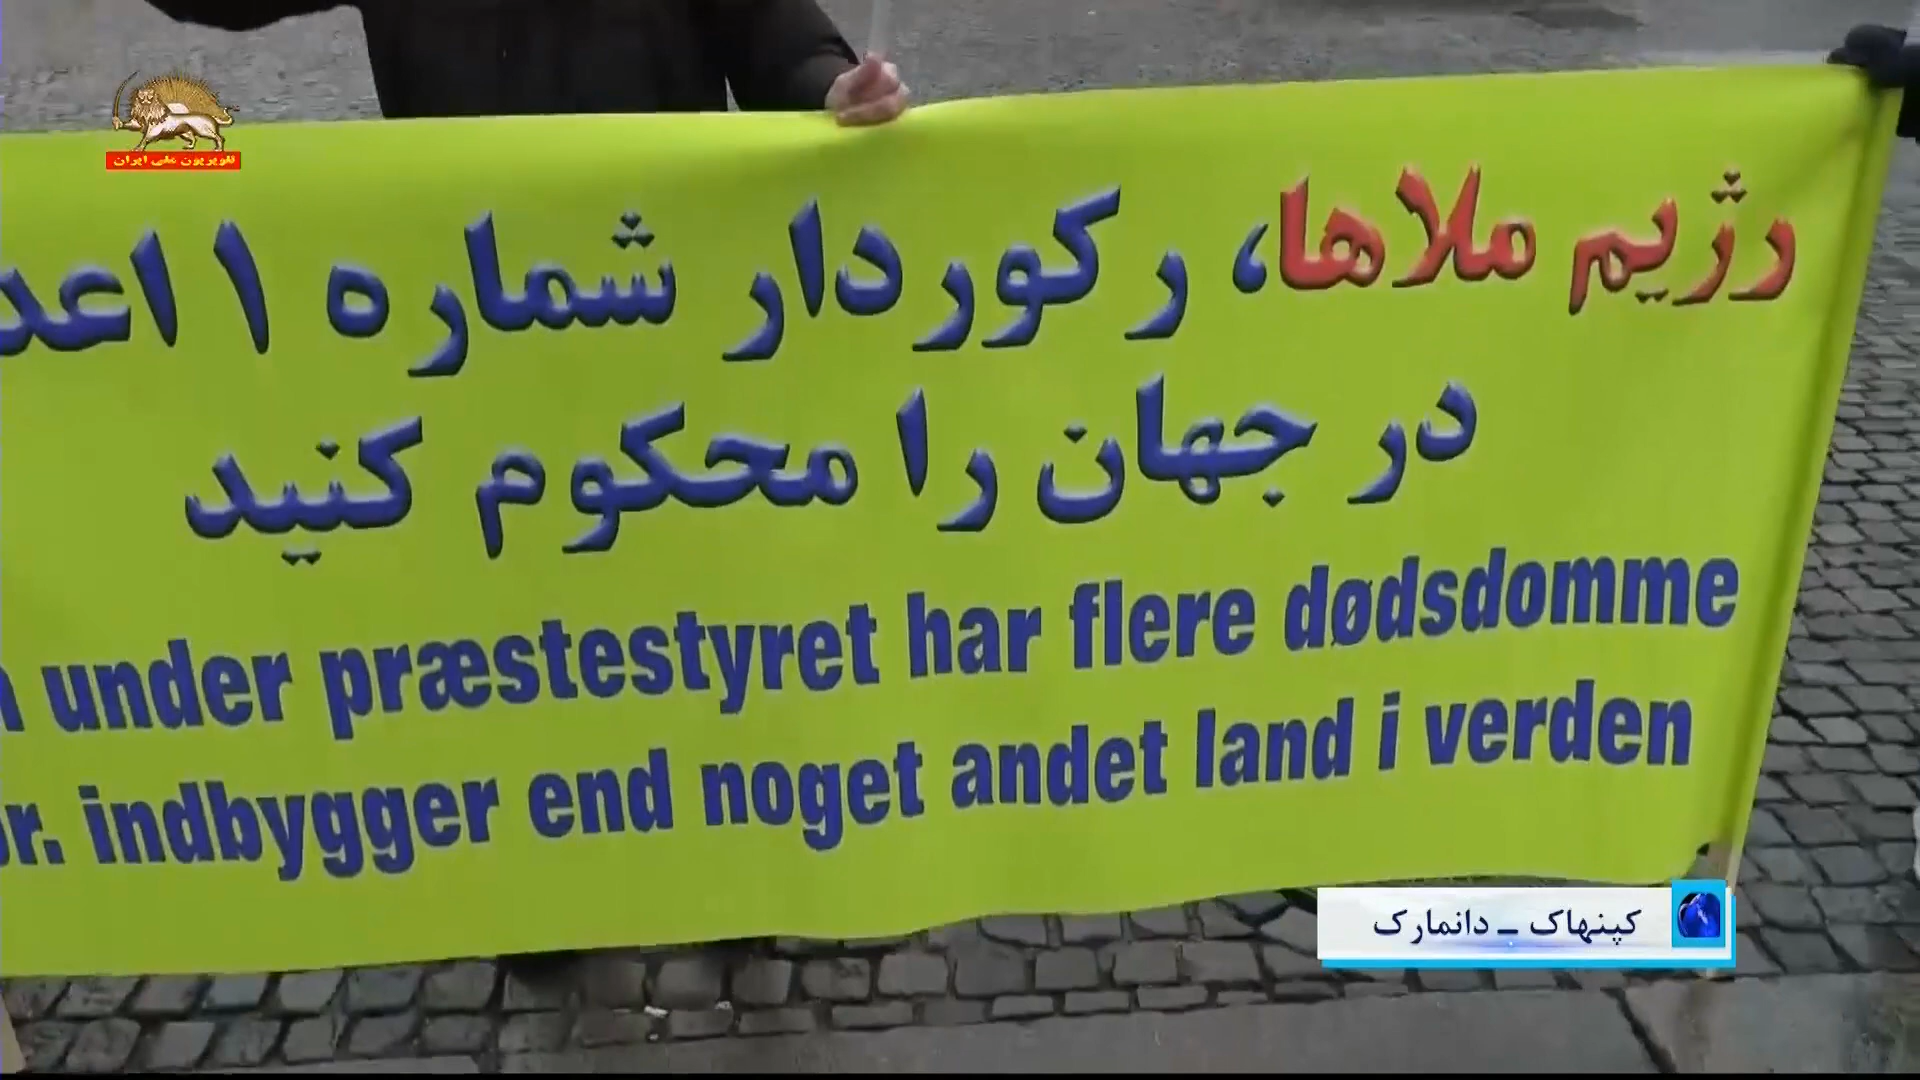 تلویزیون ملی ایران
رژیم ملاها، رکوردار شماره ۱
در جهان را محکوم کنید
under præstestyret har flere dødsdomme
indbygger end noget andet land i verden
کپنهاک – دانمارک